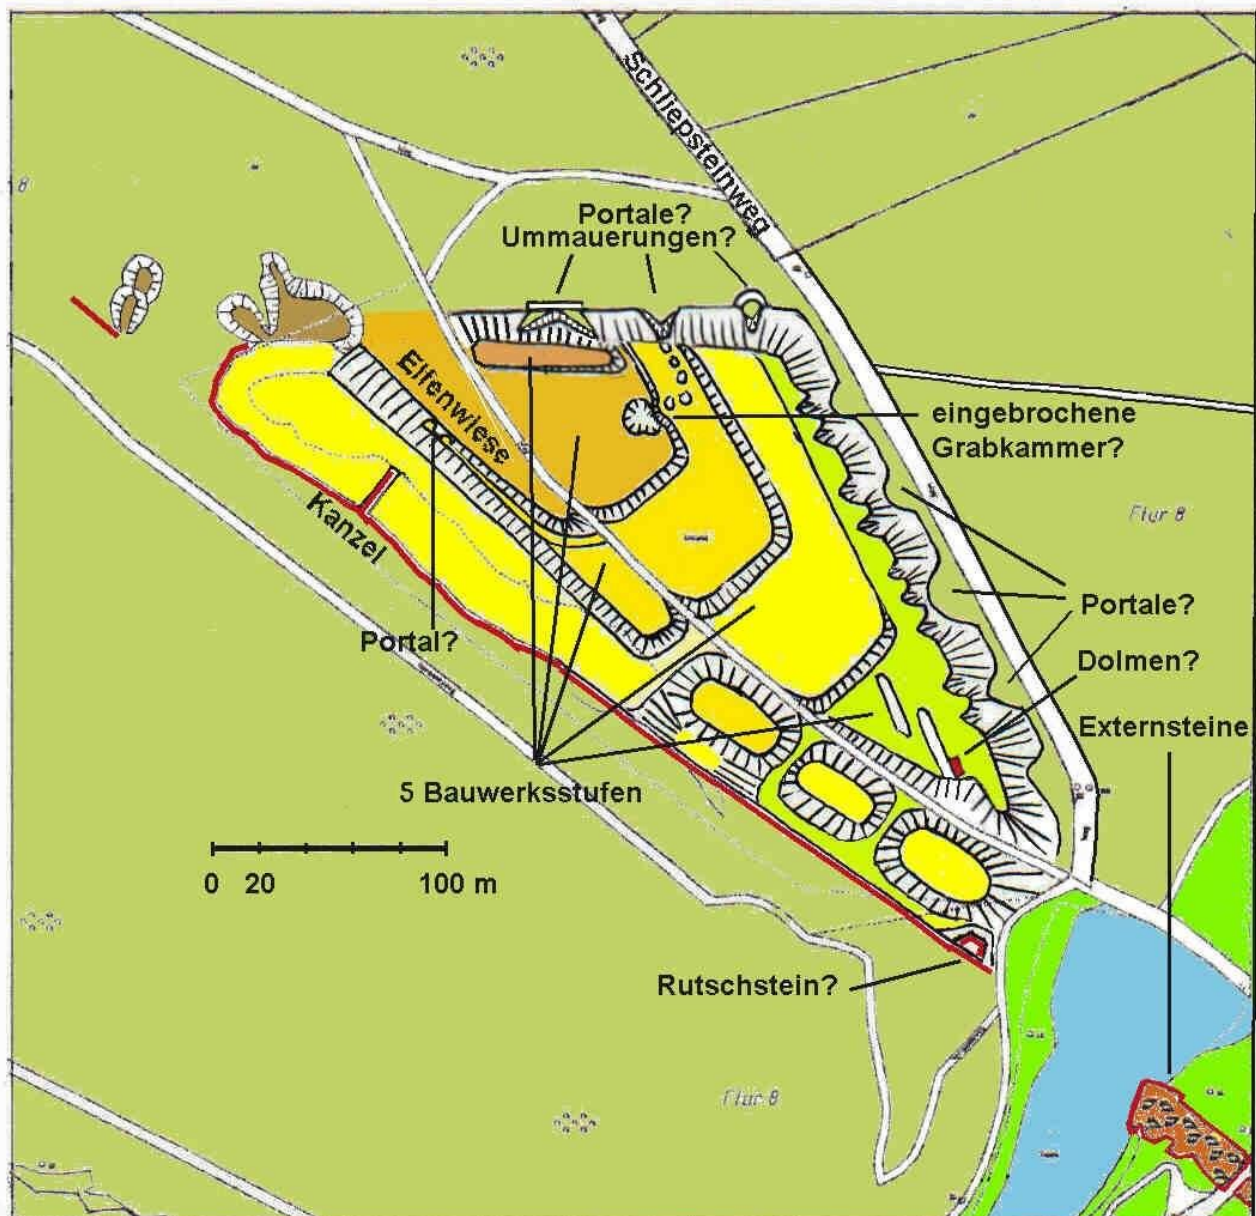 Schliepsteinweg
8
Portale?
Ummauerungen?
Elfenwiese
eingebrochene
Grabkammer?
Kanzel
Flur 8
Portal?
Portale?
Dolmen?
Externsteine
5 Bauwerksstufen
0 20 100 m
Rutschstein?
Flur 8